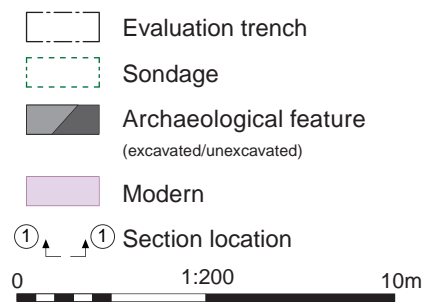 Evaluation trench
Sondage
Archaeological feature
(excavated/unexcavated)
Modern
1 1 Section location
0 1:200 10m